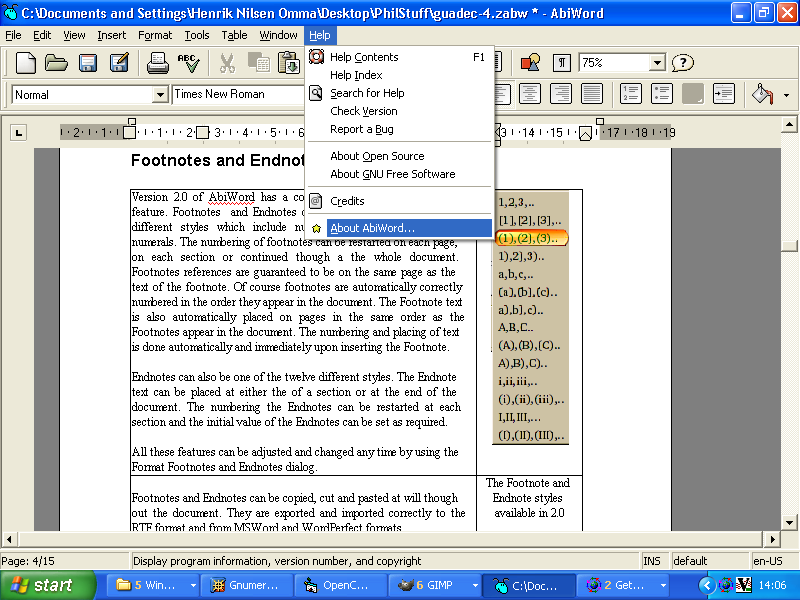 C:\Documents and Settings\Henrik Nilsen Omma\Desktop\PhilStuff\guadec-4.zabw * - AbiWord
File Edit View Insert Format Tools Table Window Help
75%
Normal
Times New Roman
Help Contents F1
Help Index
Search for Help
Check Version
Report a Bug
About Open Source
About GNU Free Software
Credits
About AbiWord...
2 1 1 2 3 4 5 6 13 14 15 17 18 19
Footnotes and Endno
Version 2.0 of AbiWord has a co
feature. Footnotes and Endnotes
different styles which include nu
numerals. The numbering of footnotes can be restarted on each page,
on each section or continued though a the whole document.
Footnotes references are guaranteed to be on the same page as the
text of the footnote. Of course footnotes are automatically correctly
numbered in the order they appear in the document. The Footnote text
is also automatically placed on pages in the same order as the
Footnotes appear in the document. The numbering and placing of text
is done automatically and immediately upon inserting the Footnote.
Endnotes can also be one of the twelve different styles. The Endnote
text can be placed at either the of a section or at the end of the
document. The numbering the Endnotes can be restarted at each
section and the initial value of the Endnotes can be set as required.
All these features can be adjusted and changed any time by using the
Format Footnotes and Endnotes dialog.
1,2,3,..
[1],[2],[3],..
(1),(2),(3)..
1),2),3)..
a,b,c,..
(a),(b),(c)..
a),b),c)..
A,B,C..
(A),(B),(C)..
A),B),C)..
i,ii,iii,..
(i),(ii),(iii),..
I,II,III,...
(I),(II),(III),..
Footnotes and Endnotes can be copied, cut and pasted at will though
out the document. They are exported and imported correctly to the
RTF format and from MSWord and WordPerfect formats.
The Footnote and
Endnote styles
available in 2.0
Page: 4/15 Display program information, version number, and copyright INS default en-US
start 5 Win... Gnumer... OpenC... 6 GIMP C:\Doc... 2 Get... 14:06